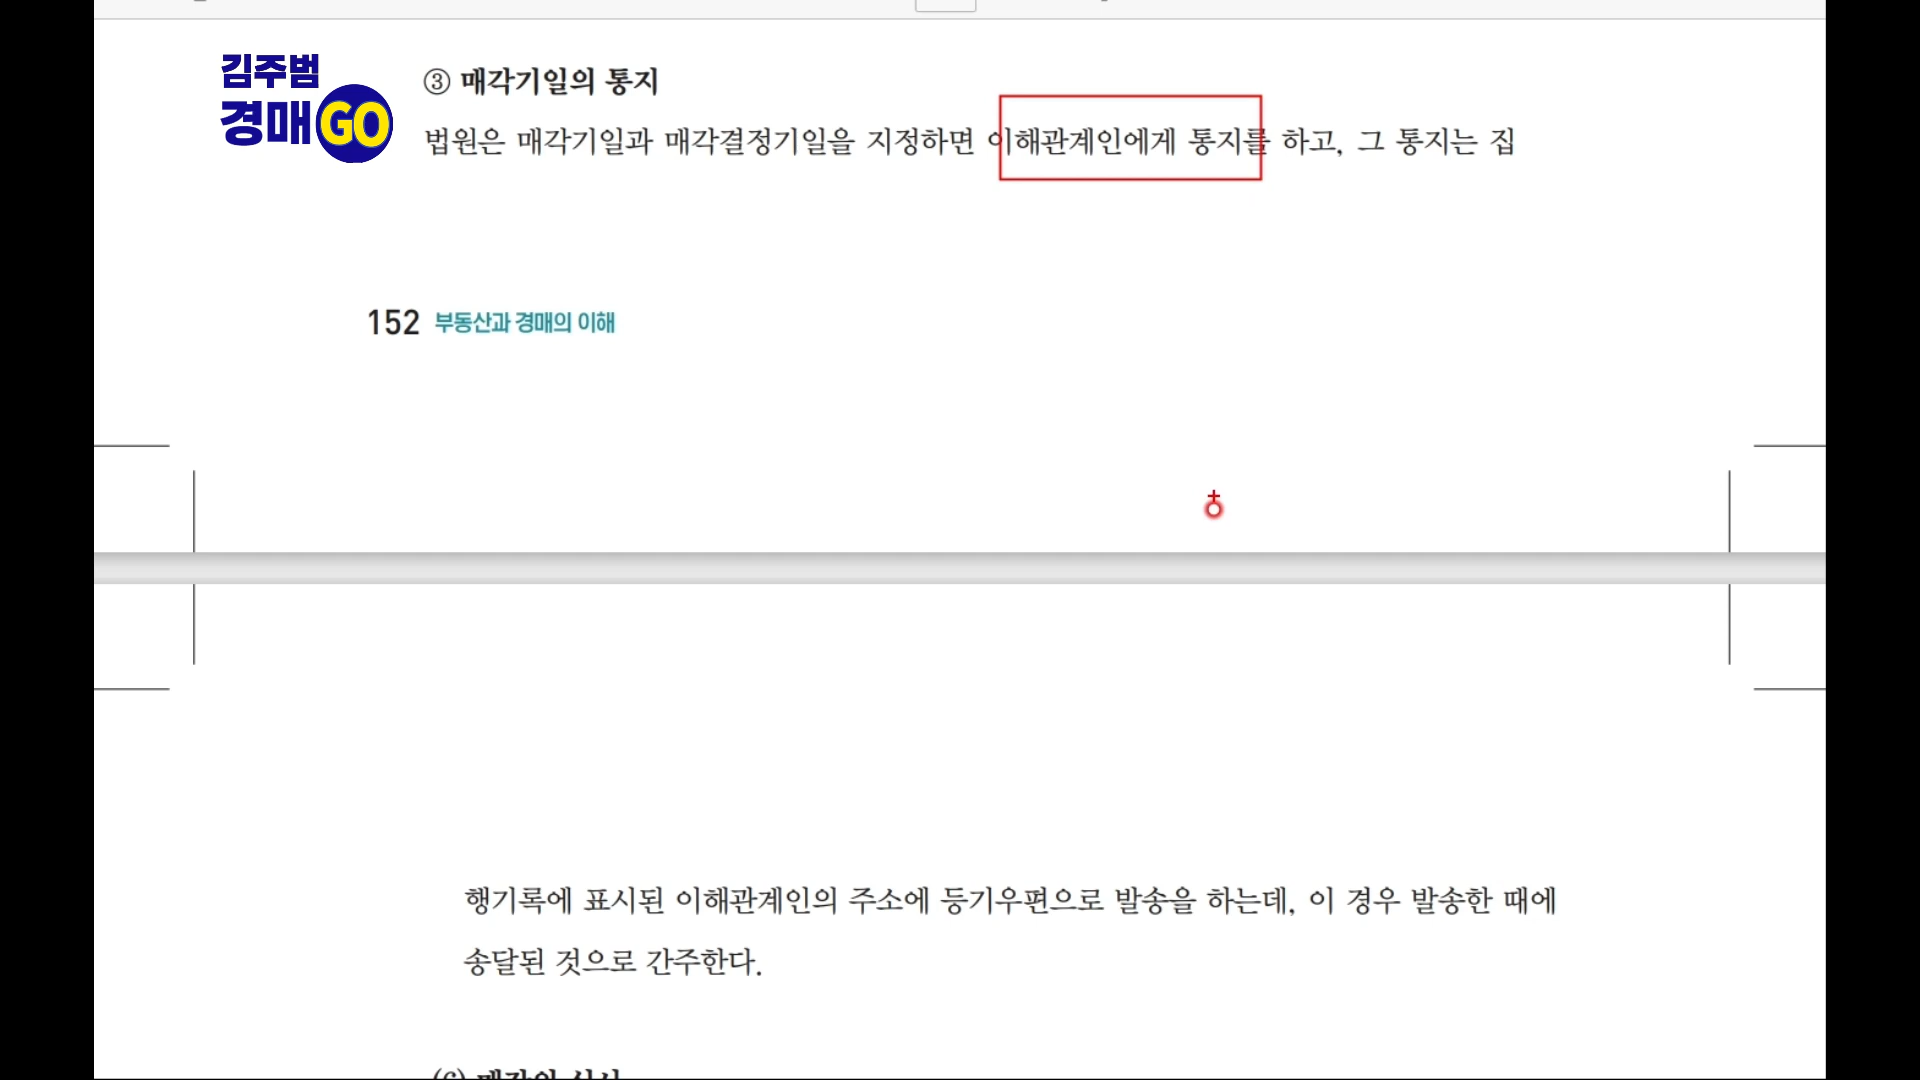 김주범
경매GO
③ 매각기일의 통지
법원은 매각기일과 매각결정기일을 지정하면 이해관계인에게 통지를 하고, 그 통지는 집
152 부동산과 경매의 이해
행기록에 표시된 이해관계인의 주소에 등기우편으로 발송을 하는데, 이 경우 발송한 때에
송달된 것으로 간주한다.